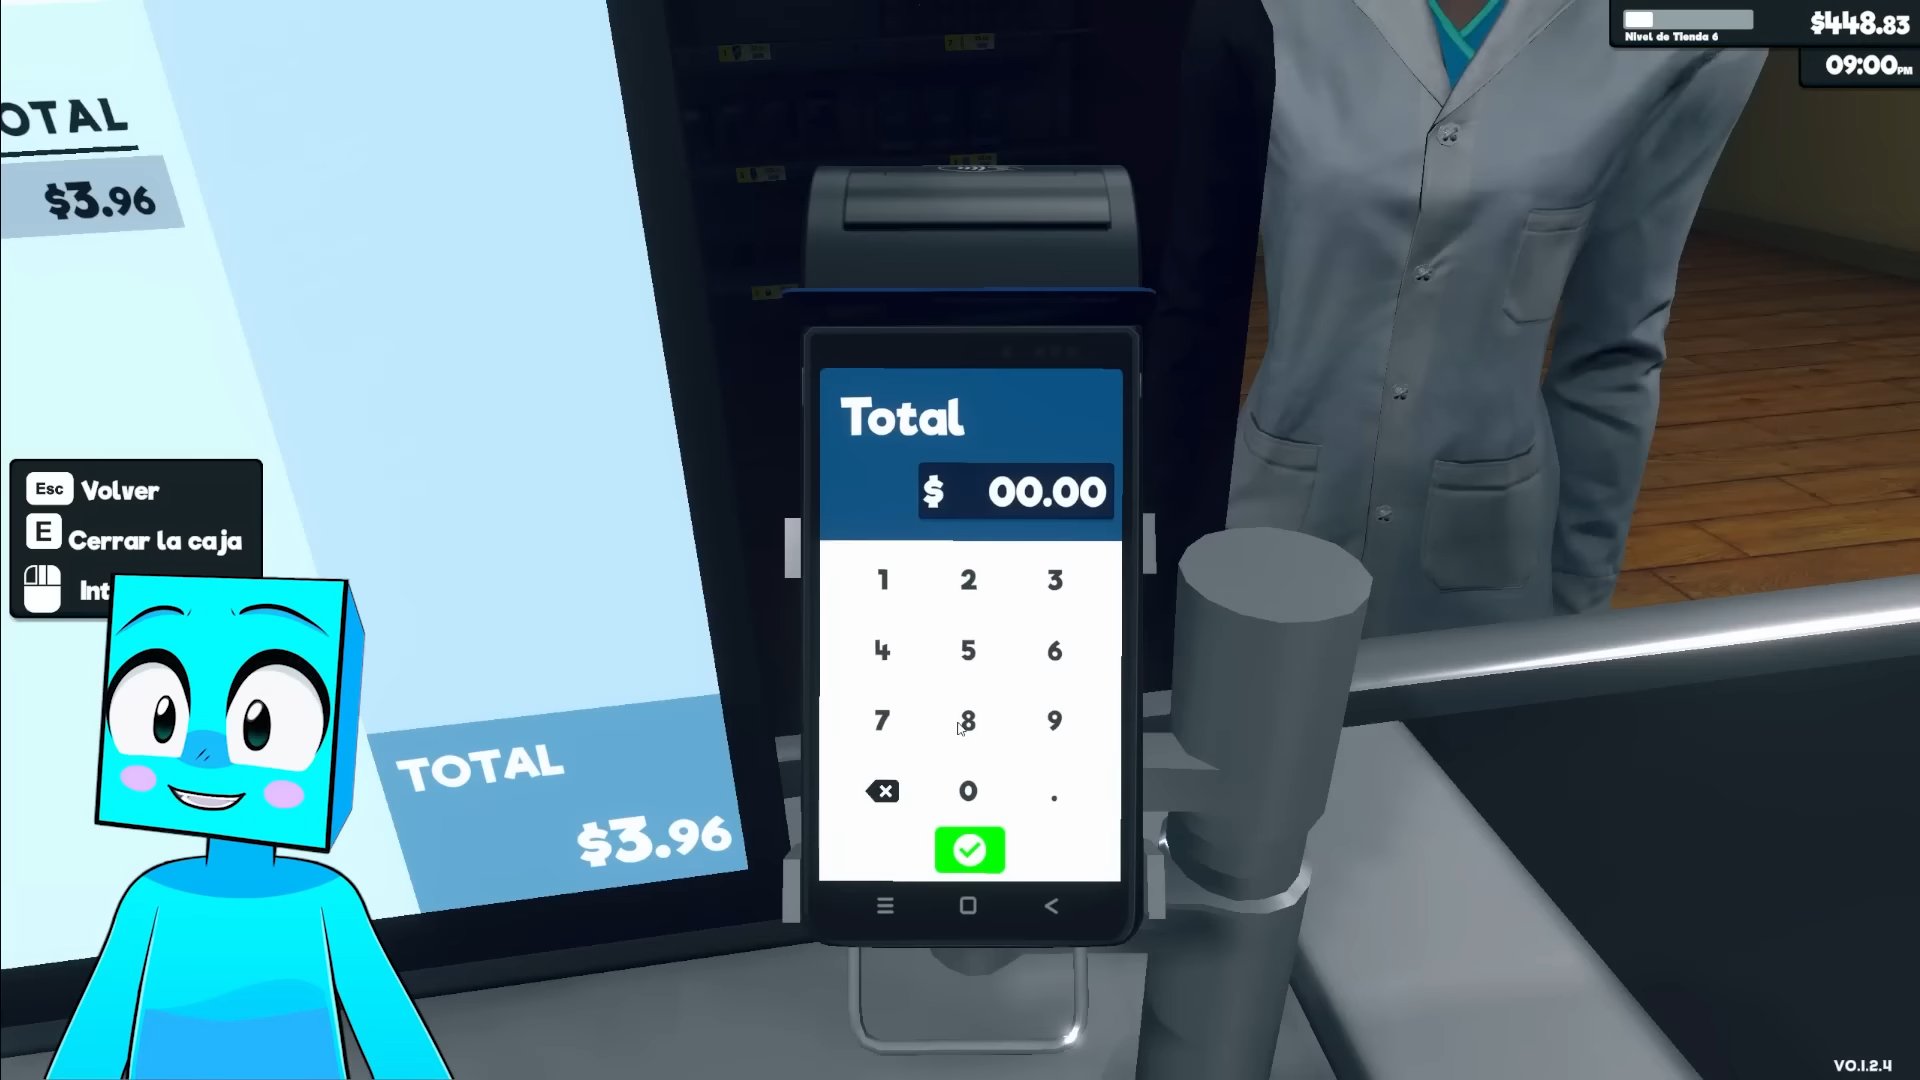 $448.83
Nivel de Tienda 6
09:00PM
OTAL
$3.96
Total
$ 00.00
Esc Volver
E Cerrar la caja
Int
1 2 3
4 5 6
7 8 9
0 .
TOTAL
$3.96
V0.1.2.4